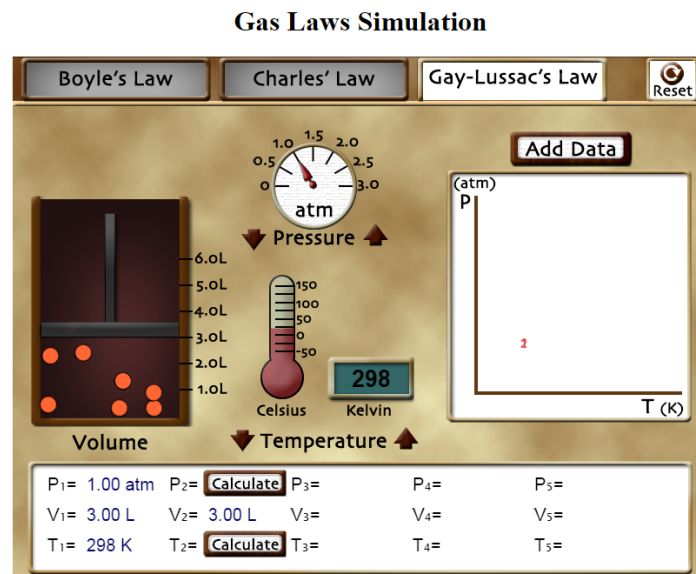 Gas Laws Simulation
Boyle's Law
Charles' Law
Gay-Lussac's Law
Reset
Add Data
0
0.5
1.0
1.5
2.0
2.5
3.0
atm
Pressure
6.0L
5.0L
4.0L
3.0L
2.0L
1.0L
Volume
150
100
50
0
-50
Celsius
298
Kelvin
Temperature
(atm)
P
T (K)
P1= 1.00 atm P2= Calculate P3= P4= P5=
V1= 3.00 L V2= 3.00 L V3= V4= V5=
T1= 298 K T2= Calculate T3= T4= T5=